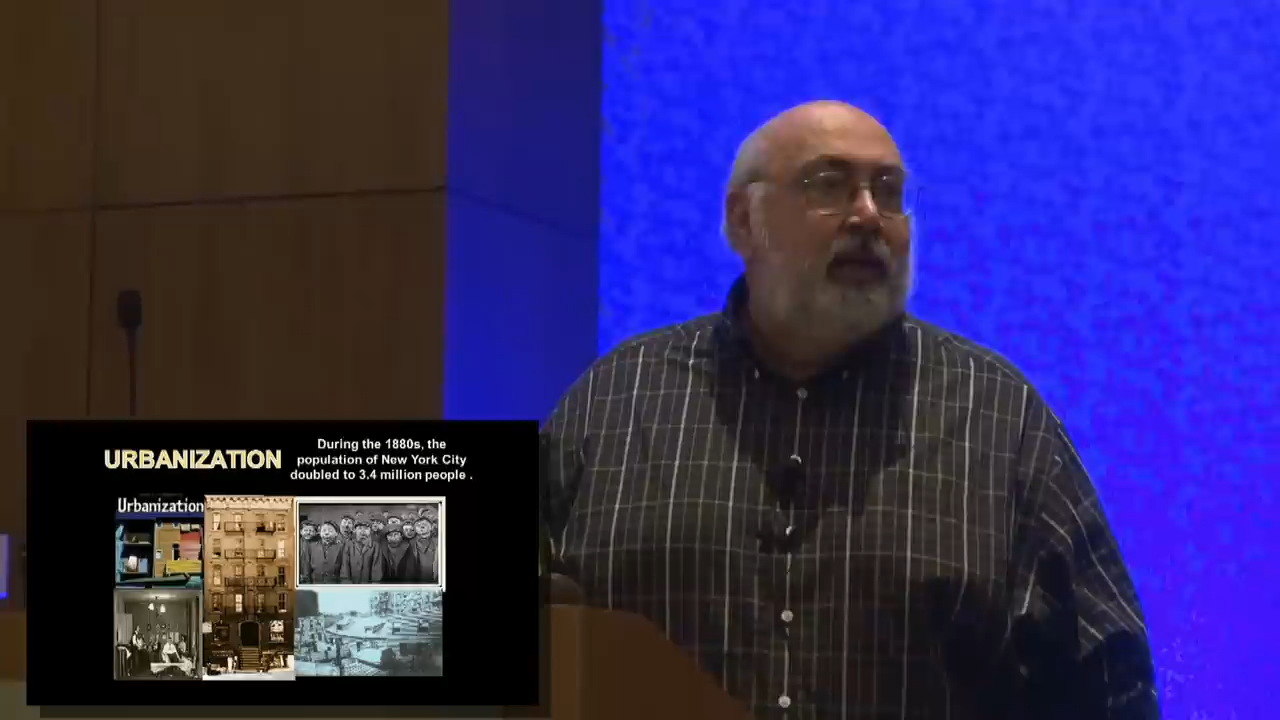 URBANIZATION
During the 1880s, the
population of New York City
doubled to 3.4 million people .
Urbanization